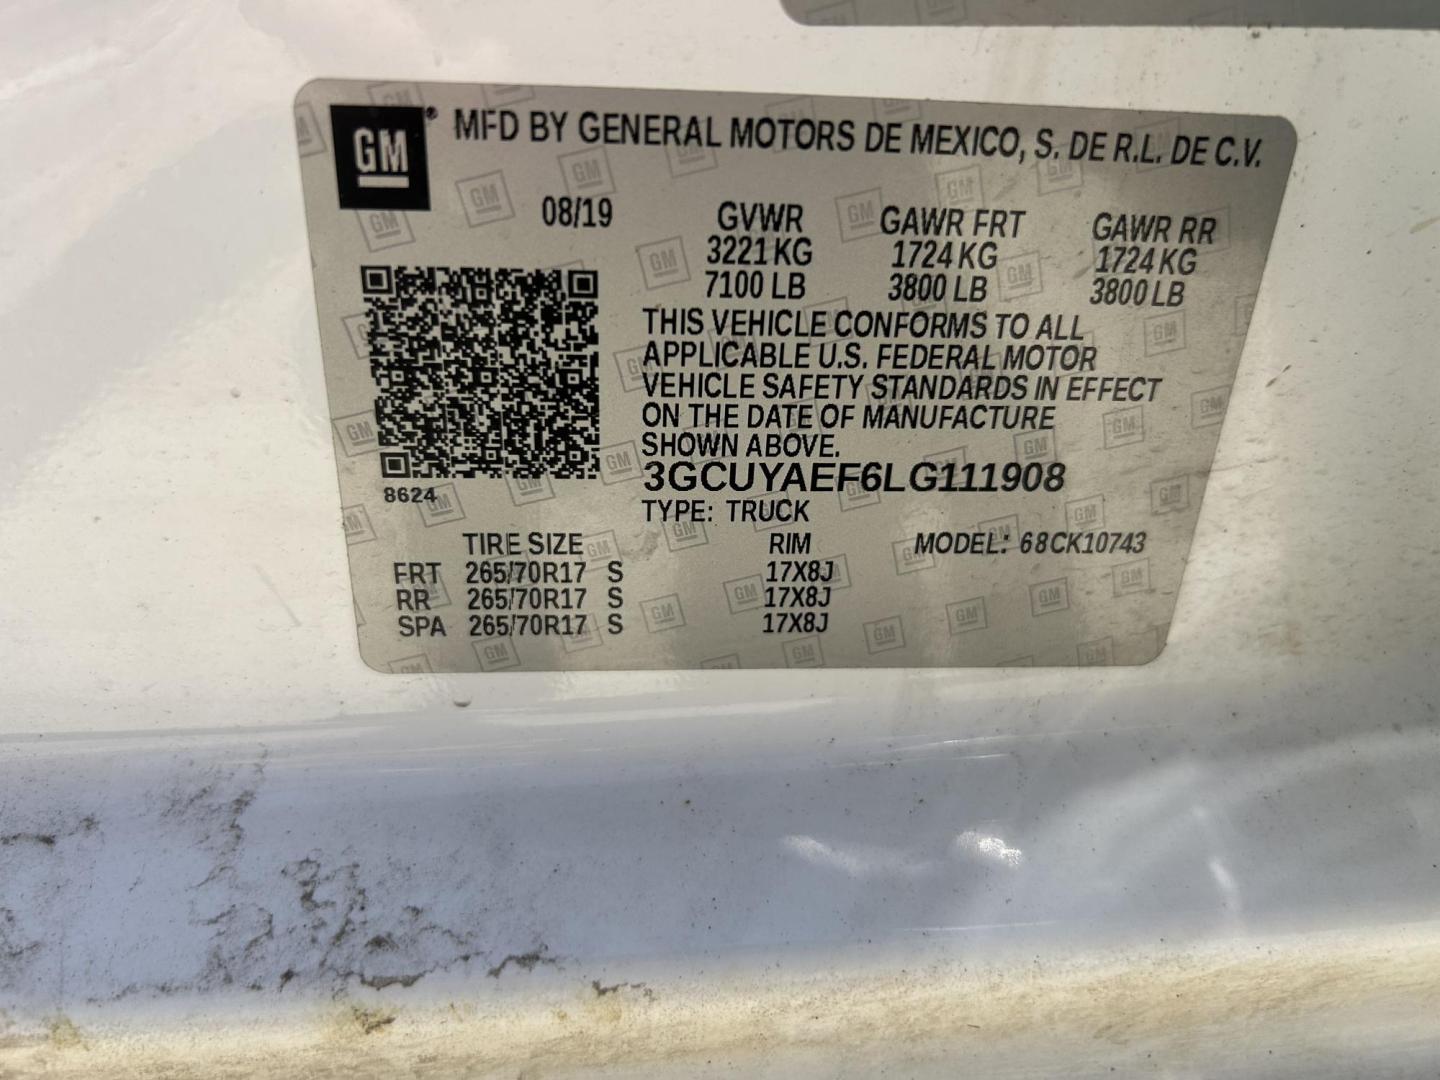 GM® MFD BY GENERAL MOTORS DE MEXICO, S. DE R.L. DE C.V.
08/19 GVWR GAWR FRT GAWR RR
3221 KG 1724 KG 1724 KG
7100 LB 3800 LB 3800 LB
THIS VEHICLE CONFORMS TO ALL
APPLICABLE U.S. FEDERAL MOTOR
VEHICLE SAFETY STANDARDS IN EFFECT
ON THE DATE OF MANUFACTURE
SHOWN ABOVE.
3GCUYAEF6LG111908
8624
TYPE: TRUCK
TIRE SIZE RIM MODEL: 68CK10743
FRT 265/70R17 S 17X8J
RR 265/70R17 S 17X8J
SPA 265/70R17 S 17X8J